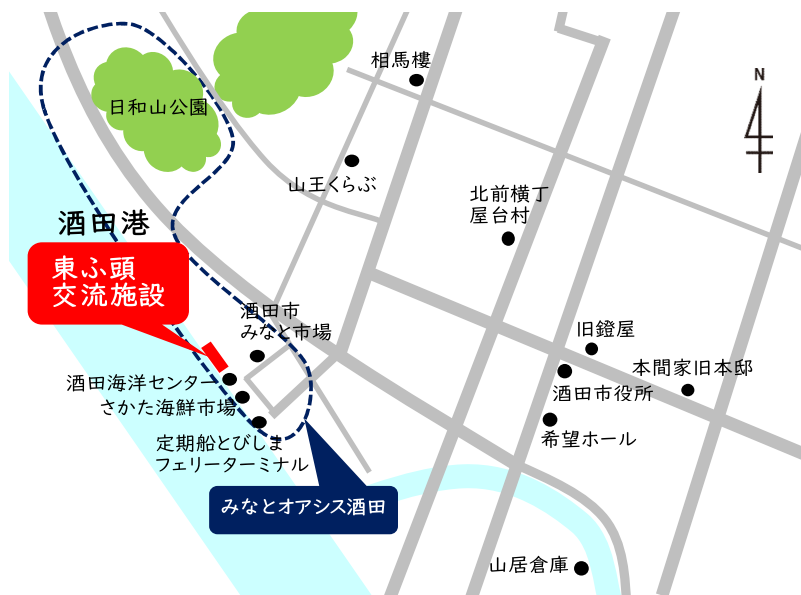 相馬樓
N
日和山公園
山王くらぶ
北前横丁
屋台村
酒田港
東ふ頭
交流施設
酒田市
みなと市場
旧鐙屋
本間家旧本邸
酒田海洋センター
酒田市役所
さかた海鮮市場
希望ホール
定期船とびしま
フェリーターミナル
みなとオアシス酒田
山居倉庫